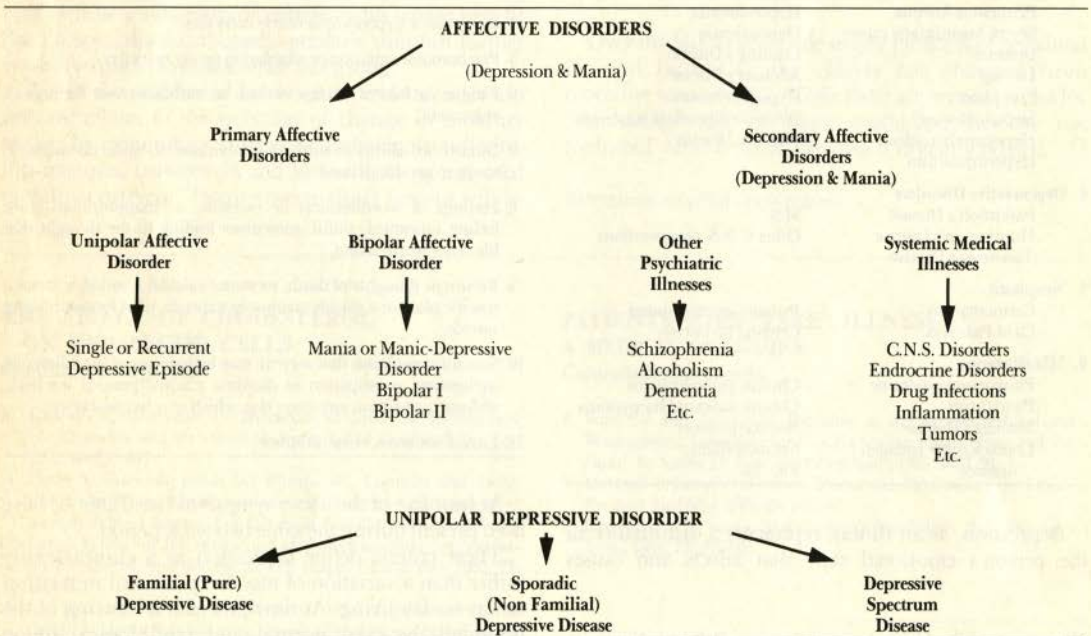 AFFECTIVE DISORDERS
(Depression & Mania)
Primary Affective
Disorders
Secondary Affective
Disorders
(Depression & Mania)
Unipolar Affective
Disorder
Bipolar Affective
Disorder
Other
Psychiatric
Illnesses
Systemic Medical
Illnesses
Single or Recurrent
Depressive Episode
Mania or Manic-Depressive
Disorder
Bipolar I
Bipolar II
Schizophrenia
Alcoholism
Dementia
Etc.
C.N.S. Disorders
Endocrine Disorders
Drug Infections
Inflammation
Tumors
Etc.
UNIPOLAR DEPRESSIVE DISORDER
Familial (Pure)
Depressive Disease
Sporadic
(Non Familial)
Depressive Disease
Depressive
Spectrum
Disease